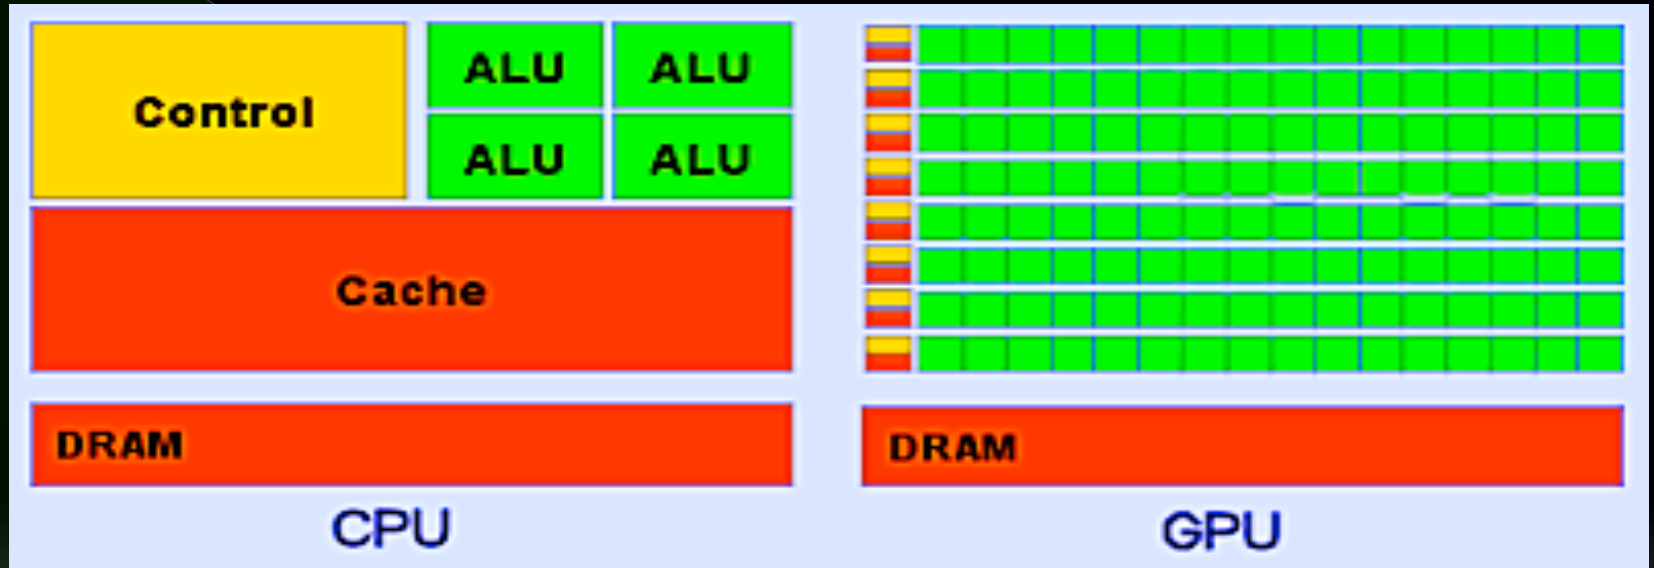 Control
ALU ALU
ALU ALU
Cache
DRAM
CPU
DRAM
GPU